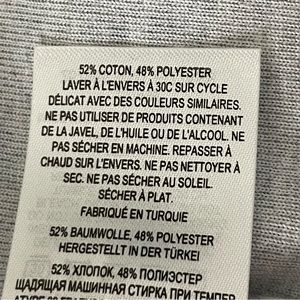 52% COTON, 48% POLYESTER
LAVER À L'ENVERS À 30C SUR CYCLE
DÉLICAT AVEC DES COULEURS SIMILAIRES.
NE PAS UTILISER DE PRODUITS CONTENANT
DE LA JAVEL, DE L'HUILE OU DE L'ALCOOL. NE
PAS SÉCHER EN MACHINE. REPASSER À
CHAUD SUR L'ENVERS. NE PAS NETTOYER À
SEC. NE PAS SÉCHER AU SOLEIL.
SÉCHER À PLAT.
FABRIQUÉ EN TURQUIE
52% BAUMWOLLE, 48% POLYESTER
HERGESTELLT IN DER TÜRKEI
52% ХЛОПОК, 48% ПОЛИЭСТЕР
ЩАДЯЩАЯ МАШИННАЯ СТИРКА ПРИ ТЕМПЕР